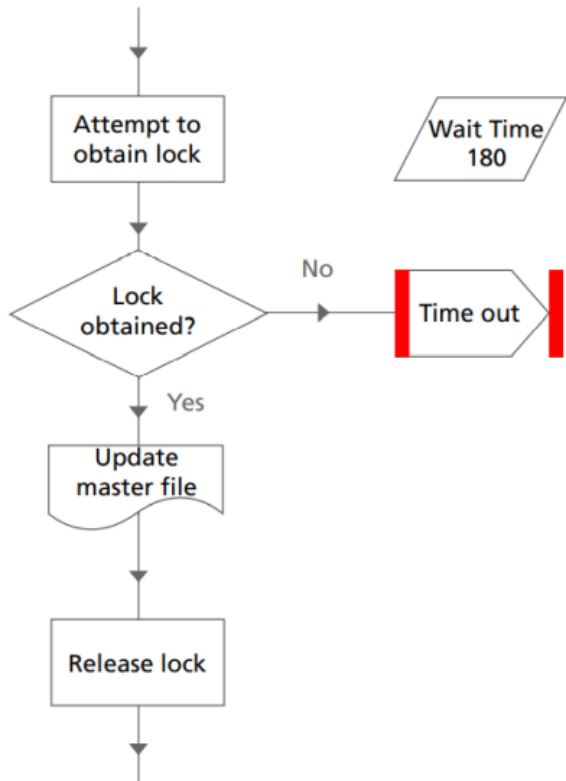 Attempt to
obtain lock
Wait Time
180
No
Lock
obtained?
Time out
Yes
Update
master file
Release lock